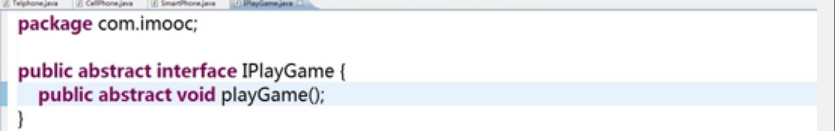 Telphone.java CellPhone.java SmartPhone.java IPlayGame.java
package com.imooc;
public abstract interface IPlayGame {
public abstract void playGame();
}